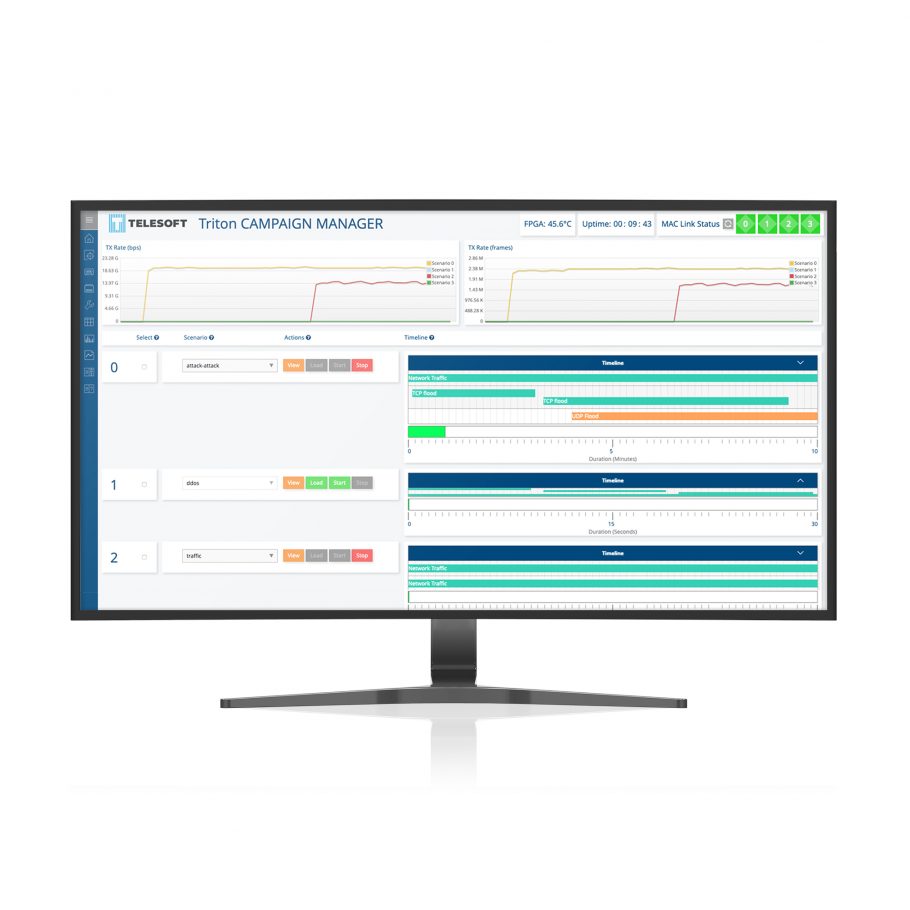 TELESOFT Triton CAMPAIGN MANAGER FPGA: 45.6°C Uptime: 00 : 09 : 43 MAC Link Status 0 1 2 3
TX Rate (bps) TX Rate (frames)
23.28 G
18.63 G
13.97 G
9.31 G
4.66 G
0
Scenario 0
Scenario 1
Scenario 2
Scenario 3
2.86 M
2.38 M
1.91 M
1.43 M
976.56 K
488.28 K
0
Scenario 0
Scenario 1
Scenario 2
Scenario 3
Select Scenario Actions Timeline
0 attack-attack View Load Start Stop Timeline
Network Traffic
TCP flood
TCP flood
UDP Flood
0 5 10
Duration (Minutes)
1 ddos View Load Start Stop Timeline
0 15 30
Duration (Seconds)
2 traffic View Load Start Stop Timeline
Network Traffic
Network Traffic